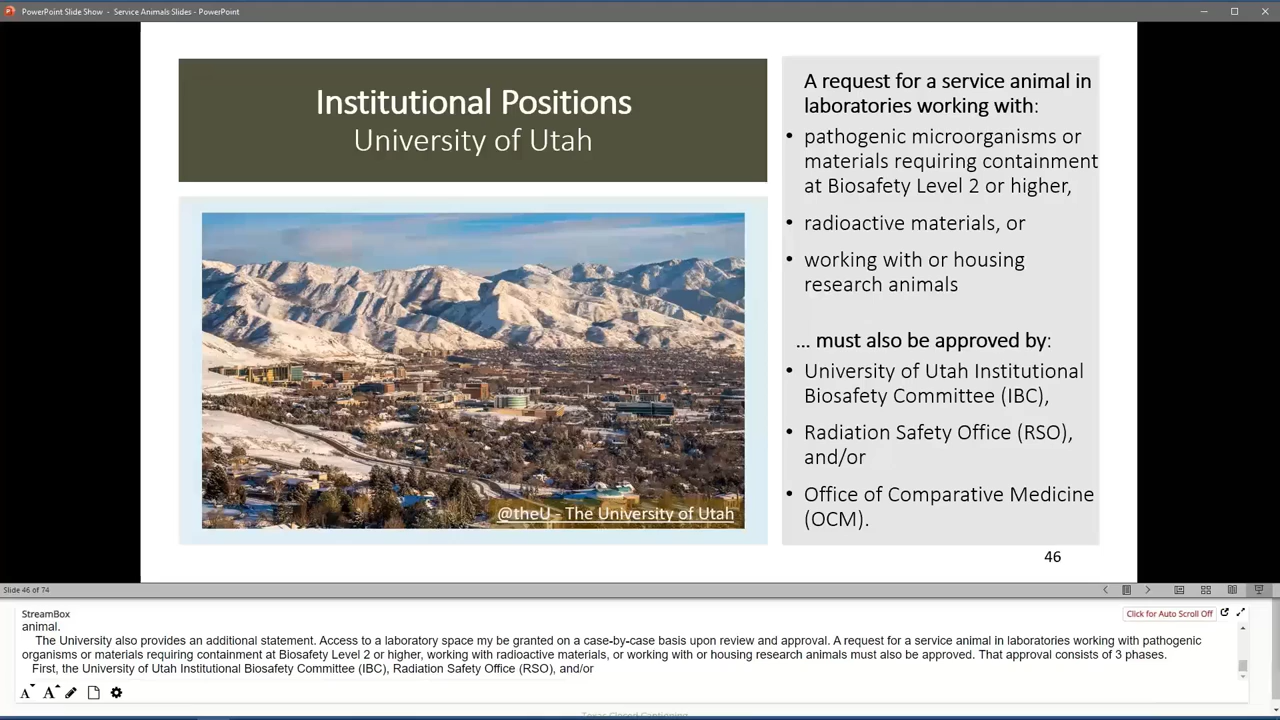 PowerPoint Slide Show - Service Animals Slides - PowerPoint
Institutional Positions
University of Utah
@theU - The University of Utah
A request for a service animal in
laboratories working with:
• pathogenic microorganisms or
materials requiring containment
at Biosafety Level 2 or higher,
• radioactive materials, or
• working with or housing
research animals
... must also be approved by:
• University of Utah Institutional
Biosafety Committee (IBC),
• Radiation Safety Office (RSO),
and/or
• Office of Comparative Medicine
(OCM).
46
Slide 46 of 74
StreamBox
Click for Auto Scroll Off
animal.
The University also provides an additional statement. Access to a laboratory space my be granted on a case-by-case basis upon review and approval. A request for a service animal in laboratories working with pathogenic
organisms or materials requiring containment at Biosafety Level 2 or higher, working with radioactive materials, or working with or housing research animals must also be approved. That approval consists of 3 phases.
First, the University of Utah Institutional Biosafety Committee (IBC), Radiation Safety Office (RSO), and/or
A A
Texas Closed Captioning